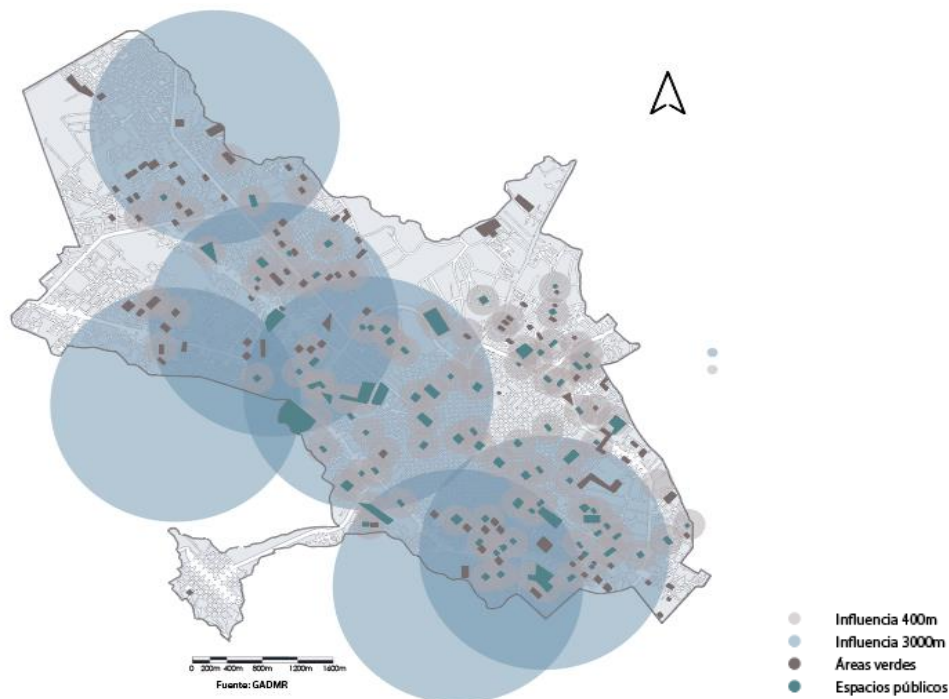 0 200m 400m 800m 1200m 1600m
Fuente: GADMR
Influencia 400m
Influencia 3000m
Áreas verdes
Espacios públicos